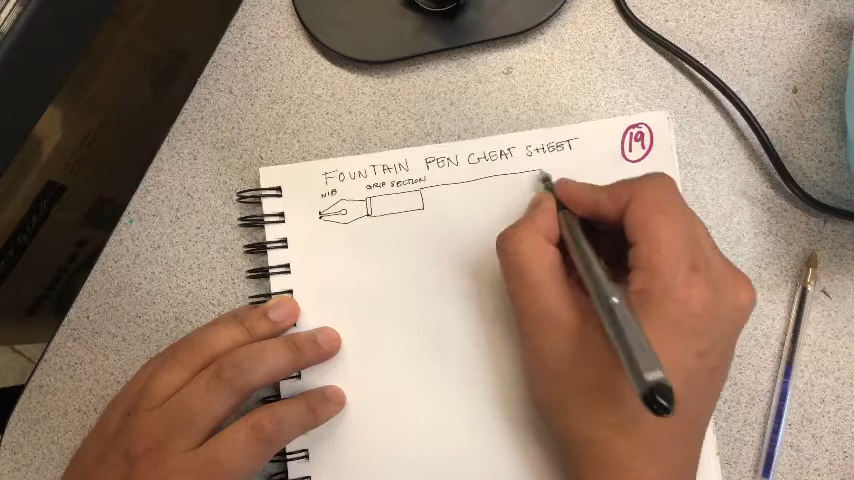 FOUNTAIN PEN CHEAT SHEET
19
NIB
GRIP SECTION